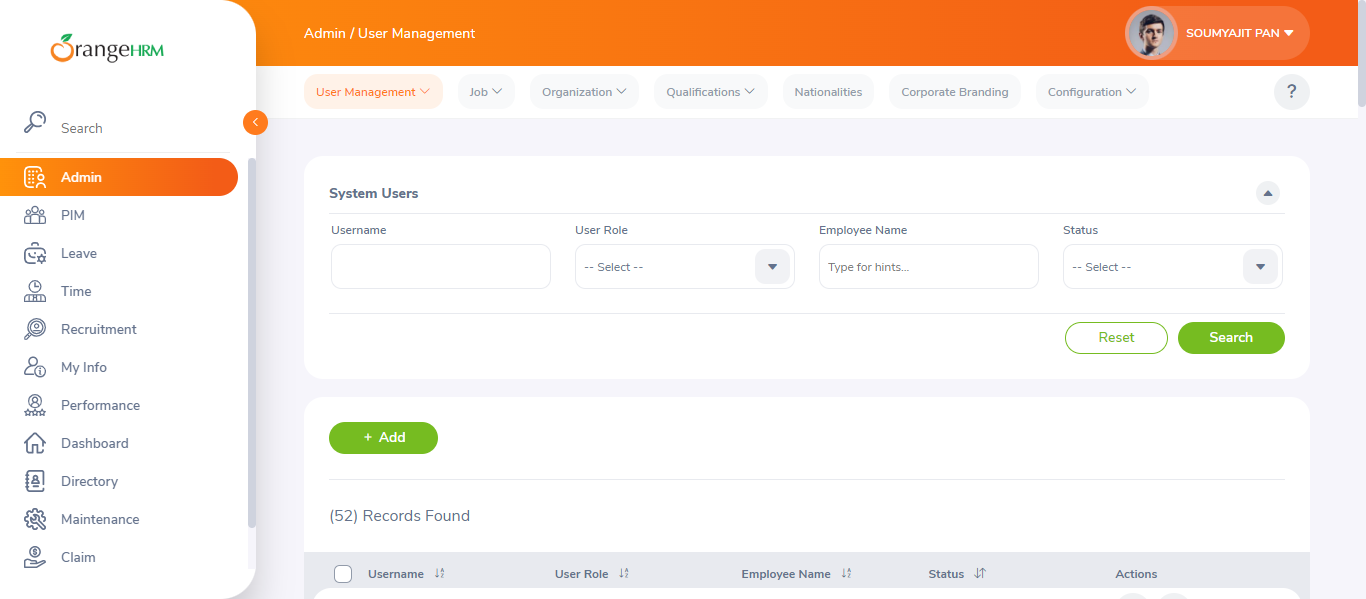 OrangeHRM
Admin / User Management
SOUMYAJIT PAN
User Management
Job
Organization
Qualifications
Nationalities
Corporate Branding
Configuration
?
Search
Admin
PIM
Leave
Time
Recruitment
My Info
Performance
Dashboard
Directory
Maintenance
Claim
System Users
Username
User Role
Employee Name
Status
-- Select --
Type for hints...
-- Select --
Reset
Search
+ Add
(52) Records Found
Username
User Role
Employee Name
Status
Actions